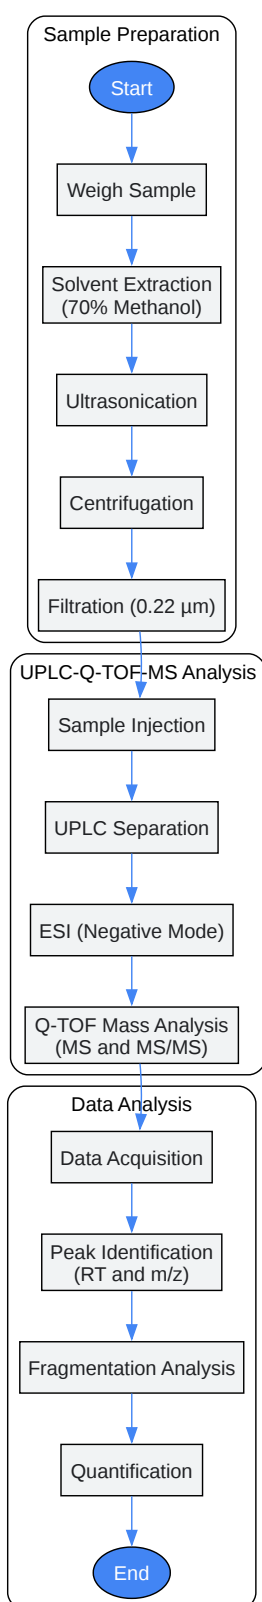 Sample Preparation
Start
Weigh Sample
Solvent Extraction
(70% Methanol)
Ultrasonication
Centrifugation
Filtration (0.22 µm)
UPLC-Q-TOF-MS Analysis
Sample Injection
UPLC Separation
ESI (Negative Mode)
Q-TOF Mass Analysis
(MS and MS/MS)
Data Analysis
Data Acquisition
Peak Identification
(RT and m/z)
Fragmentation Analysis
Quantification
End